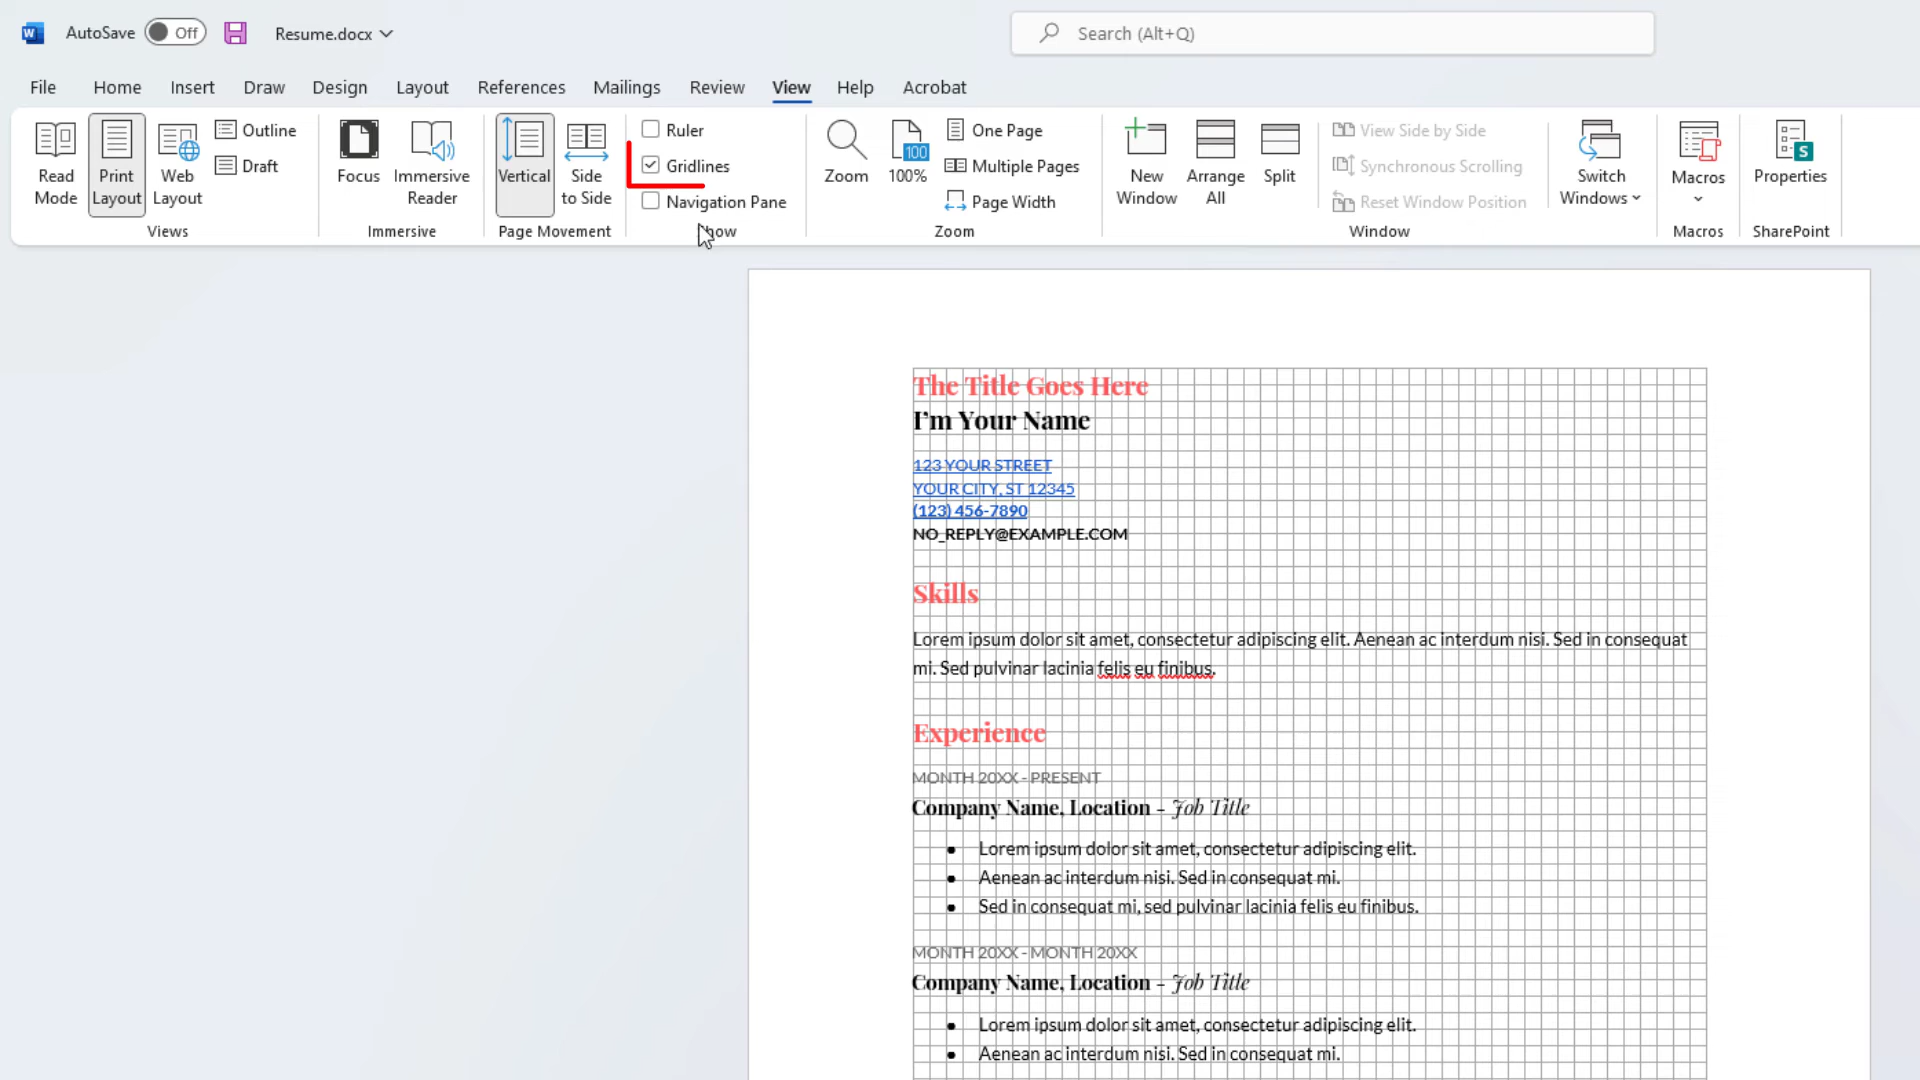 AutoSave Off Resume.docx Search (Alt+Q)
File Home Insert Draw Design Layout References Mailings Review View Help Acrobat
Read Mode
Print Layout
Web Layout
Outline
Draft
Views
Focus
Immersive Reader
Immersive
Vertical
Side to Side
Page Movement
Ruler
Gridlines
Navigation Pane
Zoom
100
100%
One Page
Multiple Pages
Page Width
Zoom
New Window
Arrange All
Split
View Side by Side
Synchronous Scrolling
Reset Window Position
Switch Windows
Window
Macros
Macros
Properties
SharePoint
The Title Goes Here
I'm Your Name
123 YOUR STREET
YOUR CITY, ST 12345
(123) 456-7890
NO_REPLY@EXAMPLE.COM
Skills
Lorem ipsum dolor sit amet, consectetur adipiscing elit. Aenean ac interdum nisi. Sed in consequat
mi. Sed pulvinar lacinia felis eu finibus.
Experience
MONTH 20XX - PRESENT
Company Name, Location - Job Title
● Lorem ipsum dolor sit amet, consectetur adipiscing elit.
● Aenean ac interdum nisi. Sed in consequat mi.
● Sed in consequat mi, sed pulvinar lacinia felis eu finibus.
MONTH 20XX - MONTH 20XX
Company Name, Location - Job Title
● Lorem ipsum dolor sit amet, consectetur adipiscing elit.
● Aenean ac interdum nisi. Sed in consequat mi.